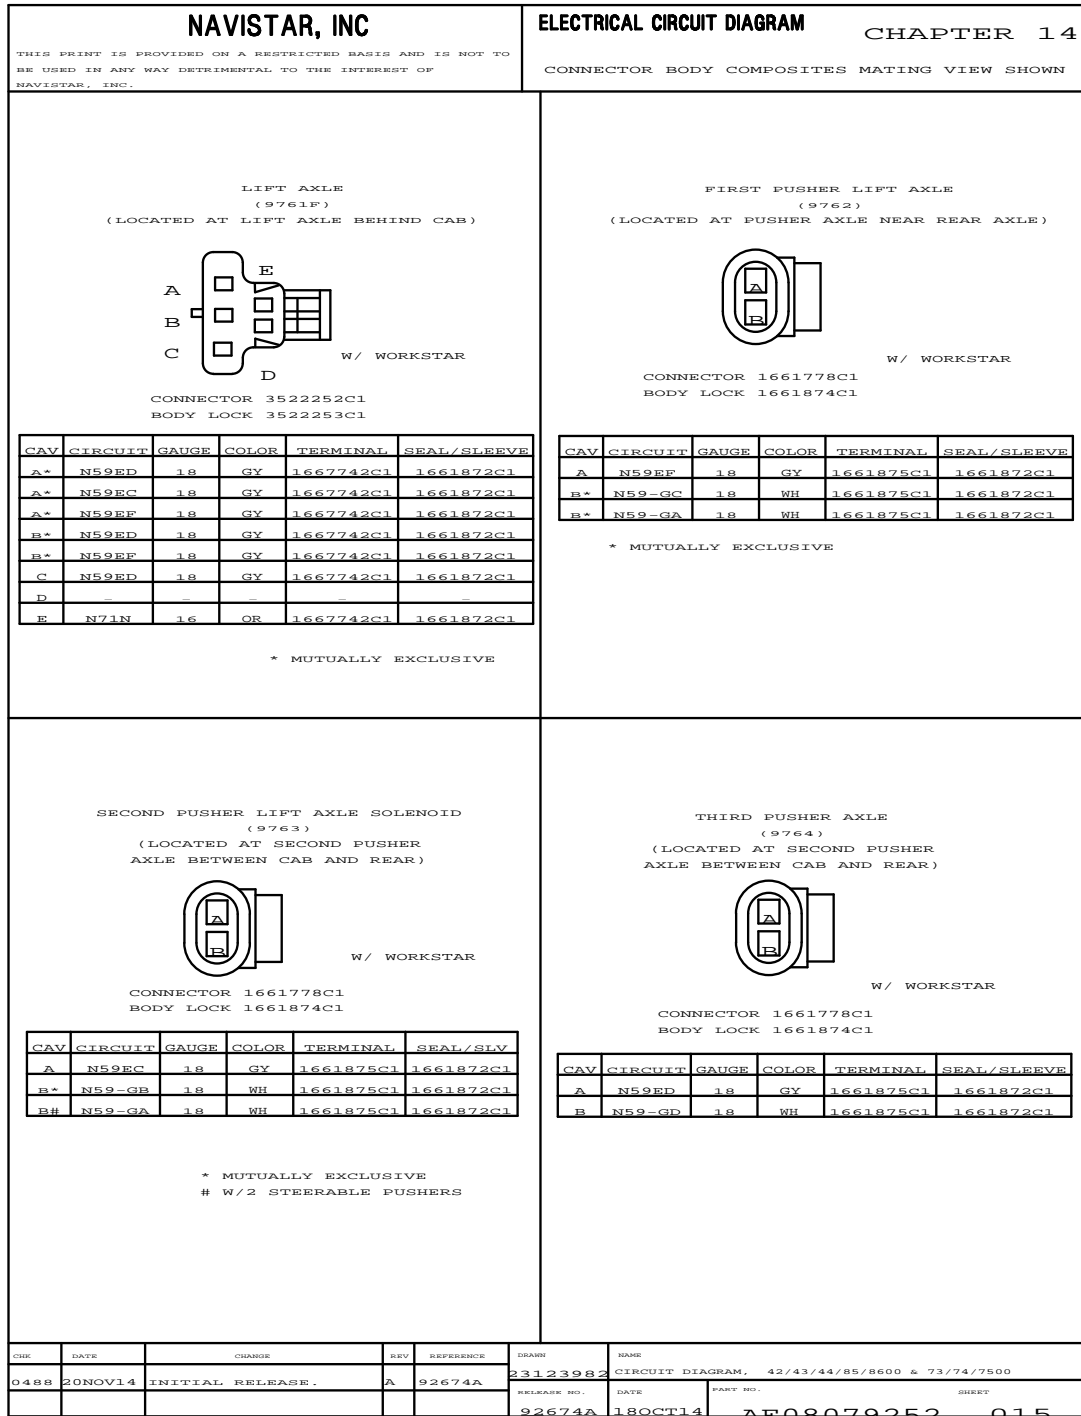 NAVISTAR, INC
THIS PRINT IS PROVIDED ON A RESTRICTED BASIS AND IS NOT TO
BE USED IN ANY WAY DETRIMENTAL TO THE INTEREST OF
NAVISTAR, INC.
ELECTRICAL CIRCUIT DIAGRAM
CHAPTER 14
CONNECTOR BODY COMPOSITES MATING VIEW SHOWN
LIFT AXLE
(9761F)
(LOCATED AT LIFT AXLE BEHIND CAB)
E
A
B
C
D
W/ WORKSTAR
CONNECTOR 3522252C1
BODY LOCK 3522253C1
CAV CIRCUIT GAUGE COLOR TERMINAL SEAL/SLEEVE
A* N59ED 18 GY 1667742C1 1661872C1
A* N59EC 18 GY 1667742C1 1661872C1
A* N59EF 18 GY 1667742C1 1661872C1
B* N59ED 18 GY 1667742C1 1661872C1
B* N59EF 18 GY 1667742C1 1661872C1
C N59ED 18 GY 1667742C1 1661872C1
D - - - - -
E N71N 16 OR 1667742C1 1661872C1
* MUTUALLY EXCLUSIVE
FIRST PUSHER LIFT AXLE
(9762)
(LOCATED AT PUSHER AXLE NEAR REAR AXLE)
A
B
W/ WORKSTAR
CONNECTOR 1661778C1
BODY LOCK 1661874C1
CAV CIRCUIT GAUGE COLOR TERMINAL SEAL/SLEEVE
A N59EF 18 GY 1661875C1 1661872C1
B* N59-GC 18 WH 1661875C1 1661872C1
B* N59-GA 18 WH 1661875C1 1661872C1
* MUTUALLY EXCLUSIVE
SECOND PUSHER LIFT AXLE SOLENOID
(9763)
(LOCATED AT SECOND PUSHER
AXLE BETWEEN CAB AND REAR)
A
B
W/ WORKSTAR
CONNECTOR 1661778C1
BODY LOCK 1661874C1
CAV CIRCUIT GAUGE COLOR TERMINAL SEAL/SLV
A N59EC 18 GY 1661875C1 1661872C1
B* N59-GB 18 WH 1661875C1 1661872C1
B# N59-GA 18 WH 1661875C1 1661872C1
* MUTUALLY EXCLUSIVE
# W/2 STEERABLE PUSHERS
THIRD PUSHER AXLE
(9764)
(LOCATED AT SECOND PUSHER
AXLE BETWEEN CAB AND REAR)
A
B
W/ WORKSTAR
CONNECTOR 1661778C1
BODY LOCK 1661874C1
CAV CIRCUIT GAUGE COLOR TERMINAL SEAL/SLEEVE
A N59ED 18 GY 1661875C1 1661872C1
B N59-GD 18 WH 1661875C1 1661872C1
CHK DATE CHANGE REV REFERENCE
0488 20NOV14 INITIAL RELEASE. A 92674A
DRAWN
23123982
NAME
CIRCUIT DIAGRAM, 42/43/44/85/8600 & 73/74/7500
RELEASE NO. DATE PART NO. SHEET
92674A 18OCT14 AF08079252 015